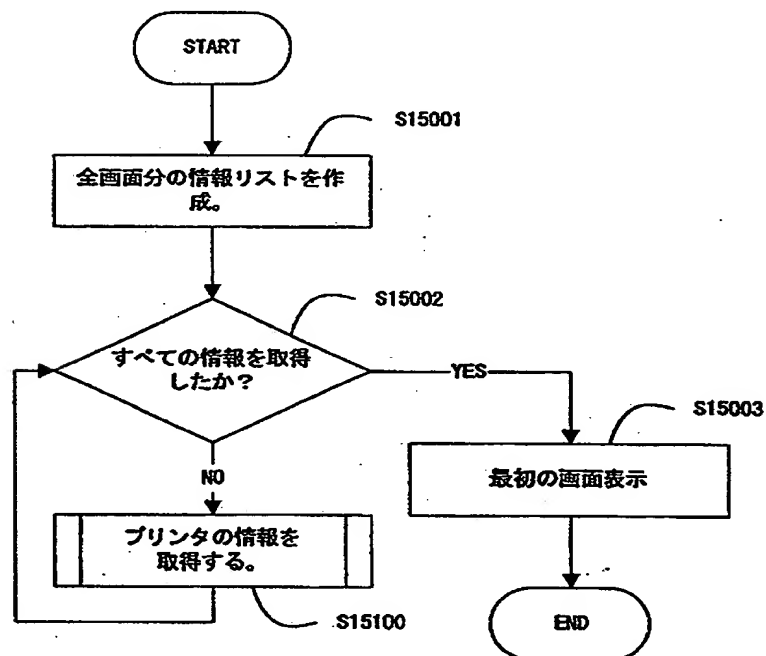 START
S15001
全画面分の情報リストを作
成。
S15002
すべての情報を取得
したか?
YES
S15003
最初の画面表示
NO
プリンタの情報を
取得する。
S15100
END